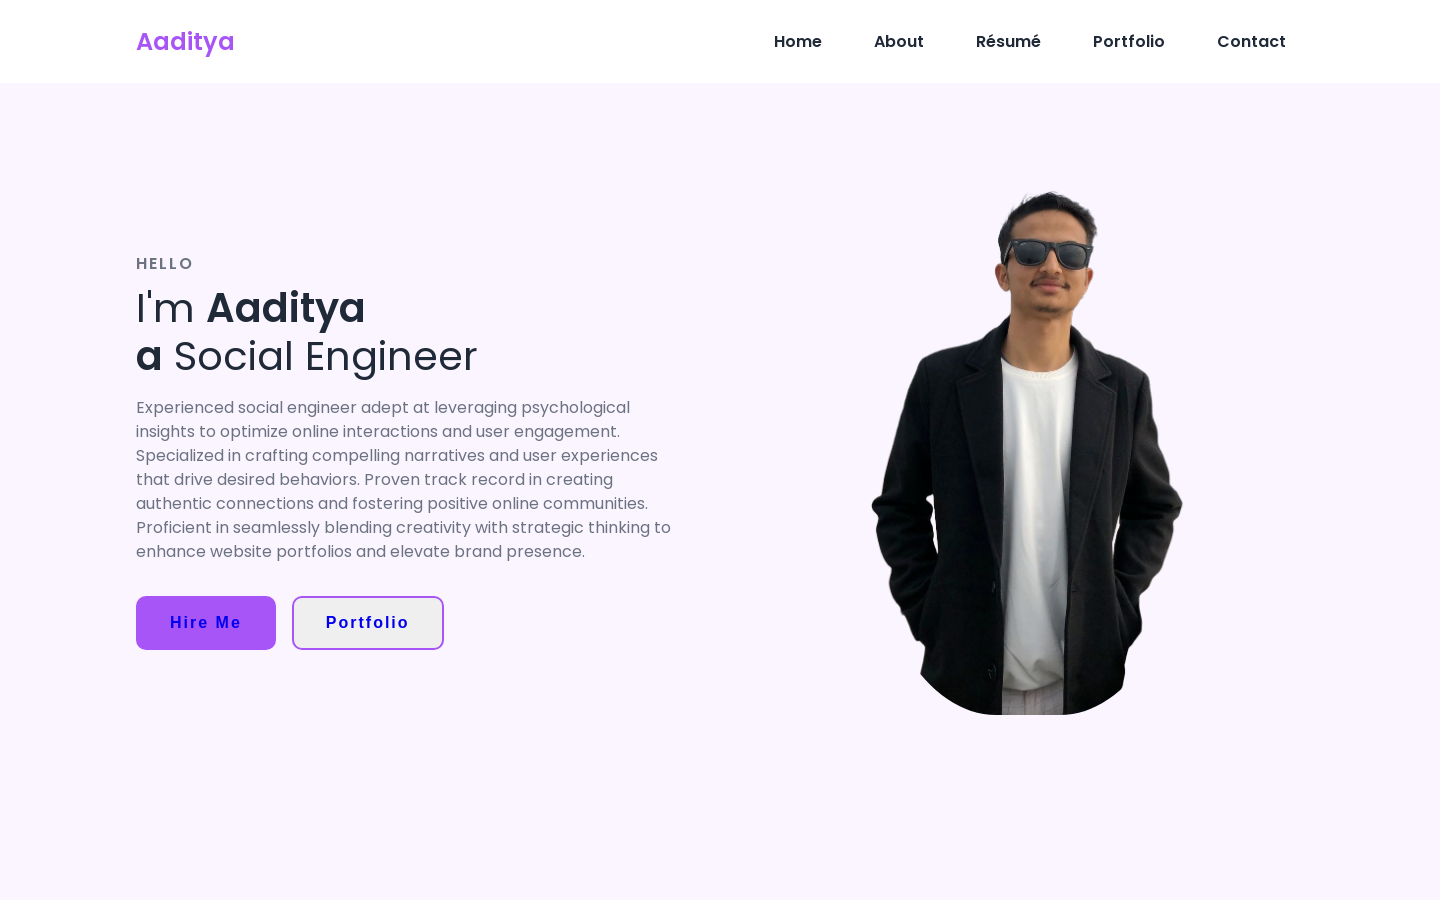 Aaditya
Home
About
Résumé
Portfolio
Contact
HELLO
I'm Aaditya
a Social Engineer
Experienced social engineer adept at leveraging psychological
insights to optimize online interactions and user engagement.
Specialized in crafting compelling narratives and user experiences
that drive desired behaviors. Proven track record in creating
authentic connections and fostering positive online communities.
Proficient in seamlessly blending creativity with strategic thinking to
enhance website portfolios and elevate brand presence.
Hire Me
Portfolio